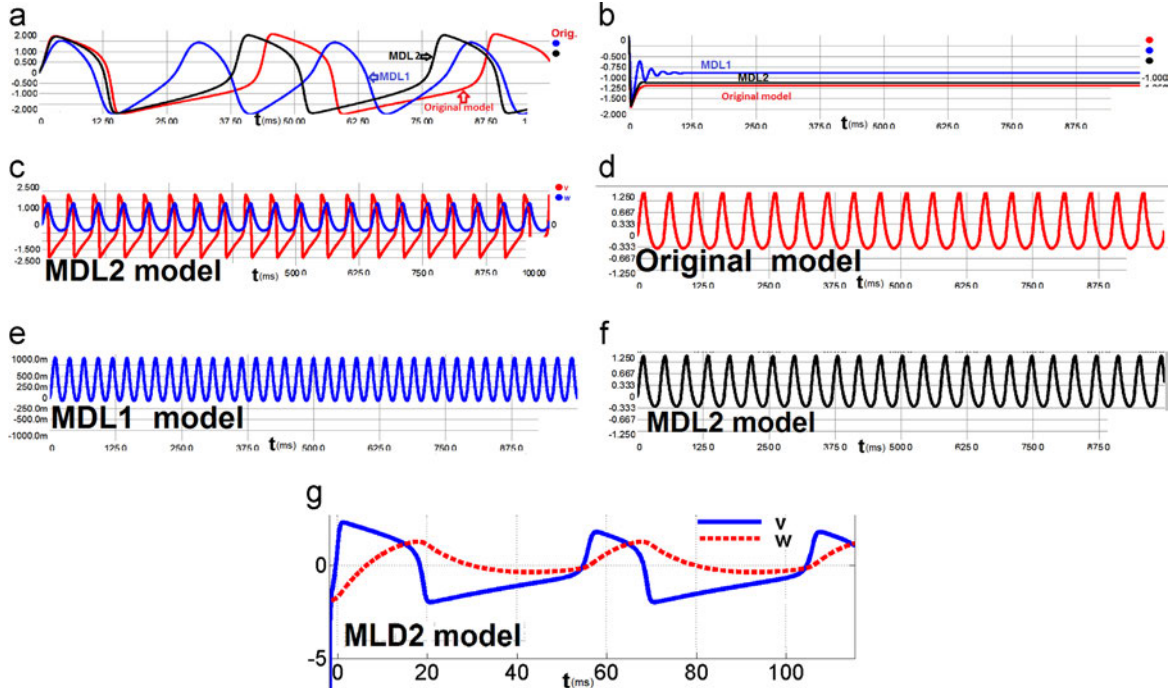 a
2.000
1.000
0
-1.000
-2.000
0
12.50
25.00
37.50
50.00
62.50
75.00
87.50
1
t(ms)
Orig.
MDL2
MDL1
Original model
b
0
-0.500
-0.750
-1.000
-1.250
-1.500
-2.000
0
125.0
250.0
375.0
500.0
625.0
750.0
875.0
t(ms)
MDL1
MDL2
Original model
-1.000
c
2.500
1.000
0
-1.500
-2.500
v
w
0
MDL2 model
t(ms)
500.0
625.0
750.0
875.0
d
1.250
0.667
0.333
0
-0.333
-0.667
-1.250
Original model
0
125.0
250.0
375.0
500.0
625.0
750.0
875.0
t(ms)
e
1000.0m
500.0m
250.0m
0
-250.0m
-500.0m
-1000.0m
MDL1 model
0
125.0
250.0
375.0
500.0
625.0
750.0
875.0
t(ms)
f
1.250
0.667
0.333
0
-0.333
-0.667
-1.250
MDL2 model
0
125.0
250.0
375.0
500.0
625.0
750.0
875.0
t(ms)
g
0
-5
v
w
MLD2 model
0
20
40
60
80
100
t(ms)